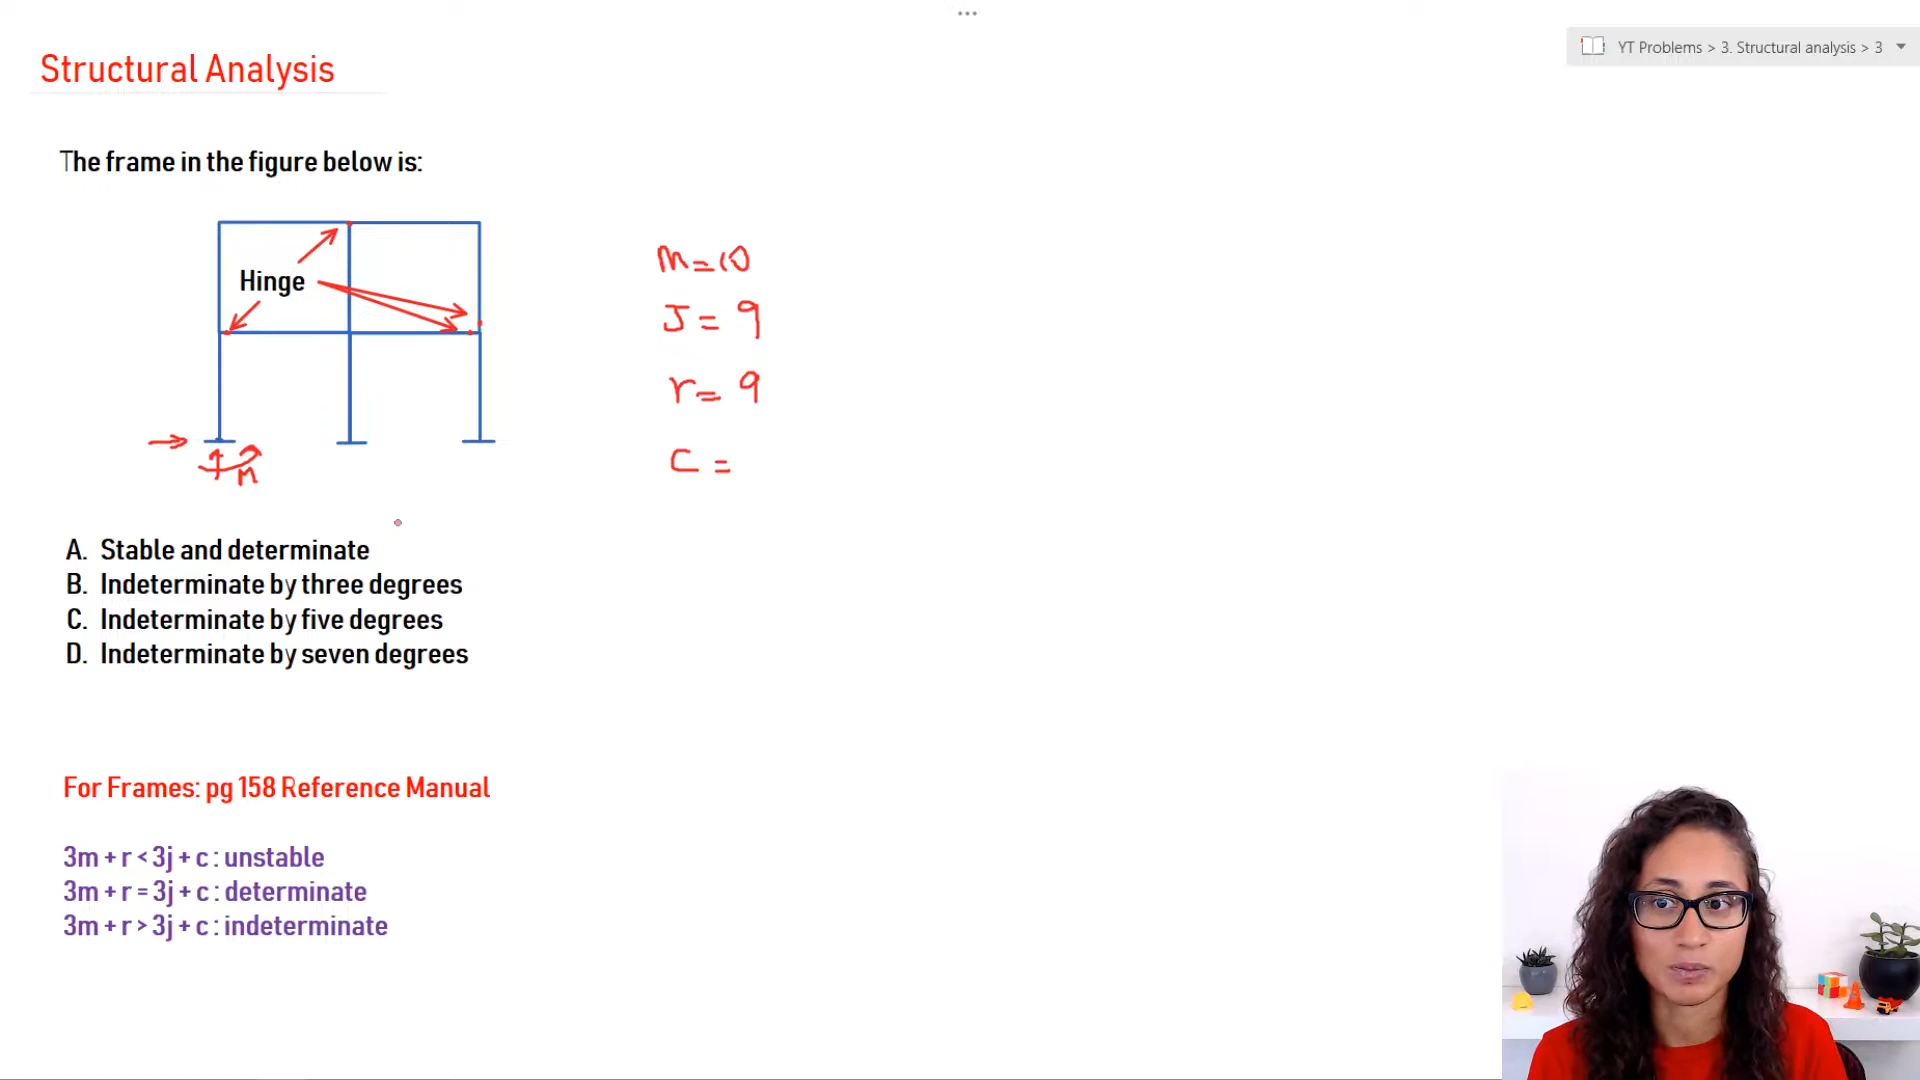 YT Problems > 3. Structural analysis > 3
Structural Analysis
The frame in the figure below is:
Hinge
M
M = 10
J = 9
r = 9
C =
A. Stable and determinate
B. Indeterminate by three degrees
C. Indeterminate by five degrees
D. Indeterminate by seven degrees
For Frames: pg 158 Reference Manual
3m + r < 3j + c : unstable
3m + r = 3j + c : determinate
3m + r > 3j + c : indeterminate